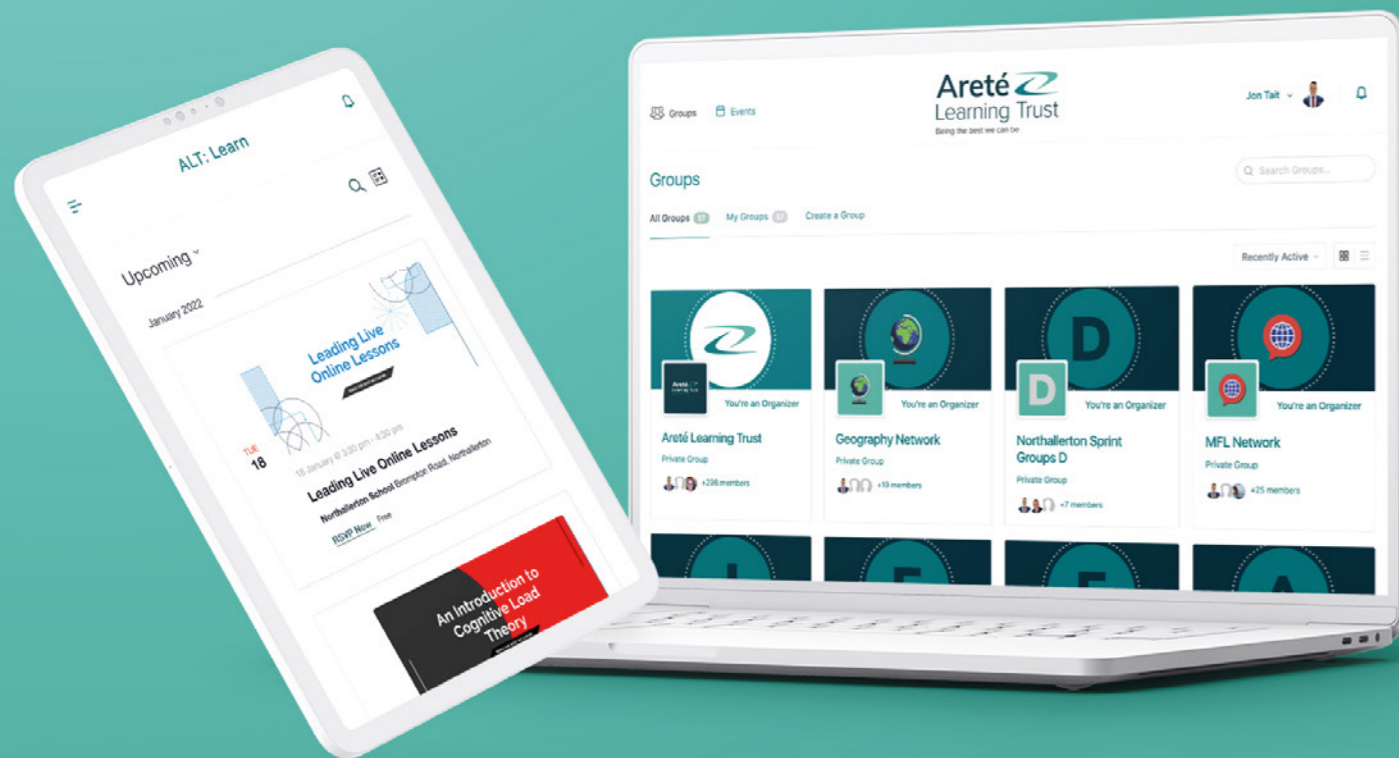 ALT: Learn
Upcoming
January 2022
Leading Live
Online Lessons
TUE
18
18 January @ 3:30 pm - 4:30 pm
Leading Live Online Lessons
Northallerton School Brompton Road, Northallerton
RSVP Now Free
An Introduction to
Cognitive Load
Theory
Groups Events
Areté
Learning Trust
Being the best we can be
Jon Tait
Groups
Search Groups...
All Groups My Groups Create a Group
Recently Active
Areté
Learning Trust
You're an Organizer
Areté Learning Trust
Private Group
+298 members
You're an Organizer
Geography Network
Private Group
+19 members
D
D
You're an Organizer
Northallerton Sprint
Groups D
Private Group
+7 members
You're an Organizer
MFL Network
Private Group
+25 members